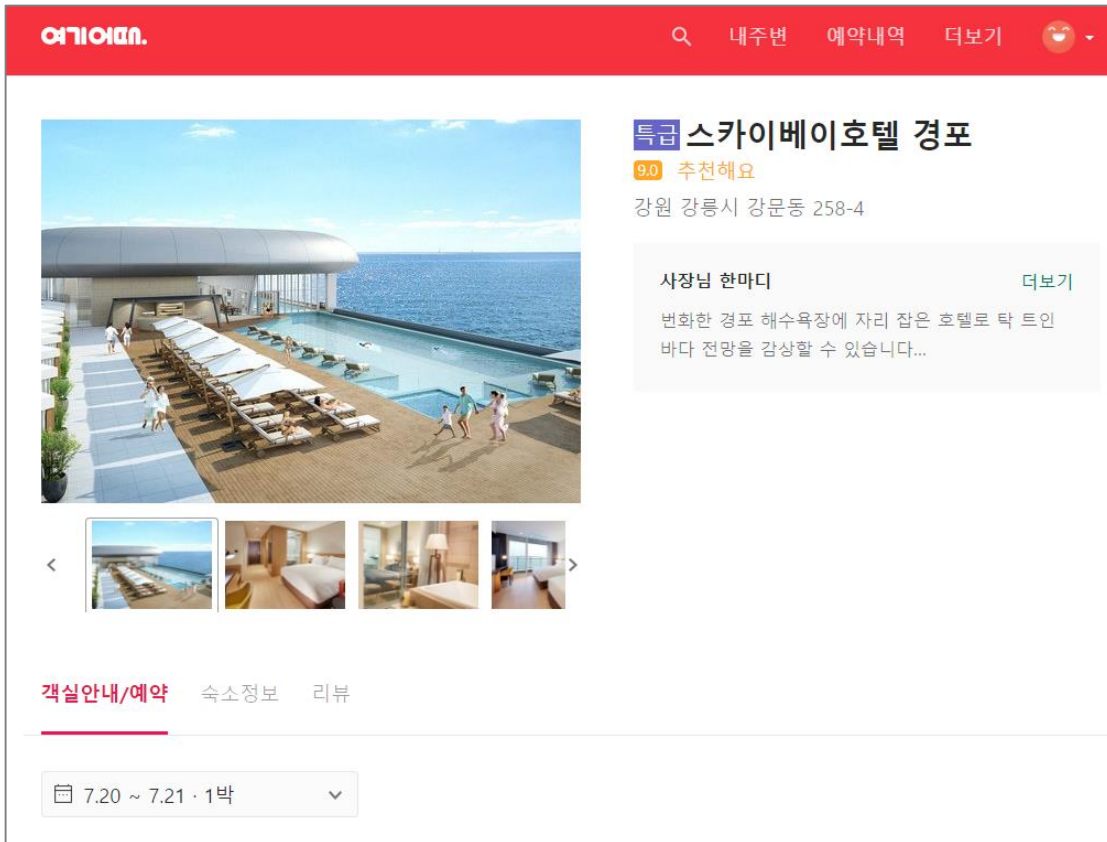 여기어때.
내주변 예약내역 더보기
특급 스카이베이호텔 경포
9.0 추천해요
강원 강릉시 강문동 258-4
사장님 한마디 더보기
번화한 경포 해수욕장에 자리 잡은 호텔로 탁 트인
바다 전망을 감상할 수 있습니다...
객실안내/예약 숙소정보 리뷰
7.20 ~ 7.21 · 1박